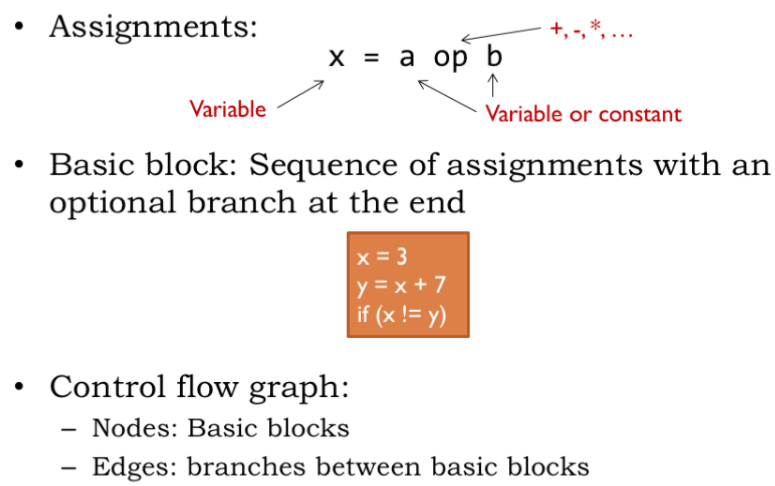 • Assignments:
+, -, *, ...
x = a op b
Variable
Variable or constant
• Basic block: Sequence of assignments with an
optional branch at the end
x = 3
y = x + 7
if (x != y)
• Control flow graph:
– Nodes: Basic blocks
– Edges: branches between basic blocks